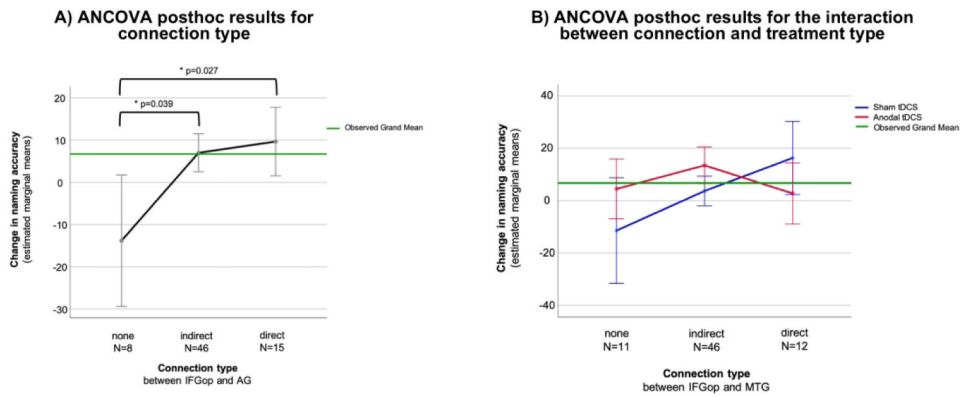 A) ANCOVA posthoc results for
connection type
* p=0.027
* p=0.039
20
10
0
-10
-20
-30
Change in naming accuracy
(estimated marginal means)
Observed Grand Mean
none
N=8
indirect
N=46
direct
N=15
Connection type
between IFGop and AG
B) ANCOVA posthoc results for the interaction
between connection and treatment type
40
20
0
-20
-40
Change in naming accuracy
(estimated marginal means)
Sham tDCS
Anodal tDCS
Observed Grand Mean
none
N=11
indirect
N=46
direct
N=12
Connection type
between IFGop and MTG